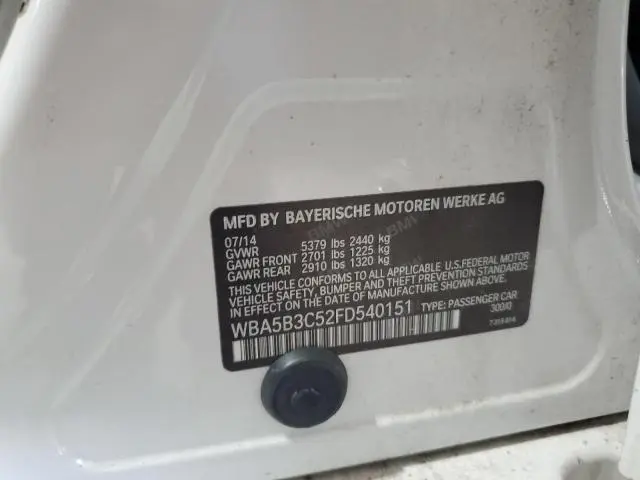 MFD BY BAYERISCHE MOTOREN WERKE AG
07/14
GVWR 5379 lbs 2440 kg
GAWR FRONT 2701 lbs 1225 kg
GAWR REAR 2910 lbs 1320 kg
THIS VEHICLE CONFORMS TO ALL APPLICABLE U.S.FEDERAL MOTOR
VEHICLE SAFETY, BUMPER AND THEFT PREVENTION STANDARDS
IN EFFECT ON THE DATE OF MANUFACTURE SHOWN ABOVE.
WBA5B3C52FD540151 TYPE: PASSENGER CAR
300/0